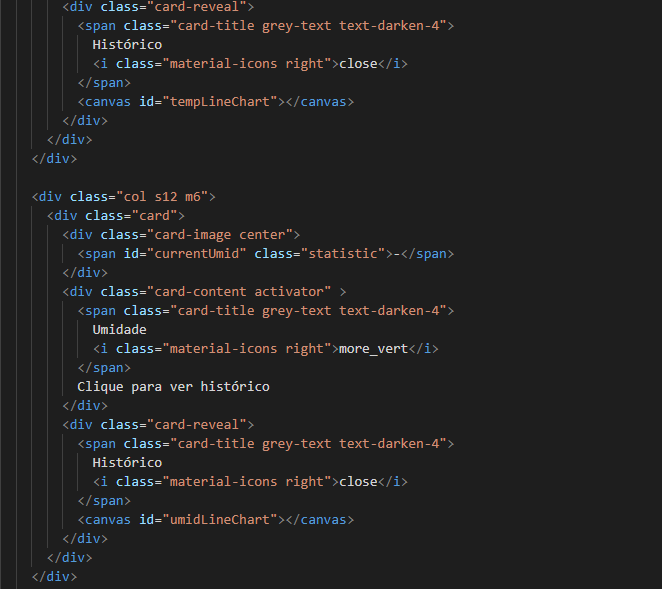 <div class="card-reveal">
<span class="card-title grey-text text-darken-4">
Histórico
<i class="material-icons right">close</i>
</span>
<canvas id="tempLineChart"></canvas>
</div>
</div>
</div>
<div class="col s12 m6">
<div class="card">
<div class="card-image center">
<span id="currentUmid" class="statistic">-</span>
</div>
<div class="card-content activator" >
<span class="card-title grey-text text-darken-4">
Umidade
<i class="material-icons right">more_vert</i>
</span>
Clique para ver histórico
</div>
<div class="card-reveal">
<span class="card-title grey-text text-darken-4">
Histórico
<i class="material-icons right">close</i>
</span>
<canvas id="umidLineChart"></canvas>
</div>
</div>
</div>